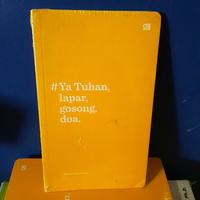 #Ya Tuhan,
lapar,
gosong.
doa.